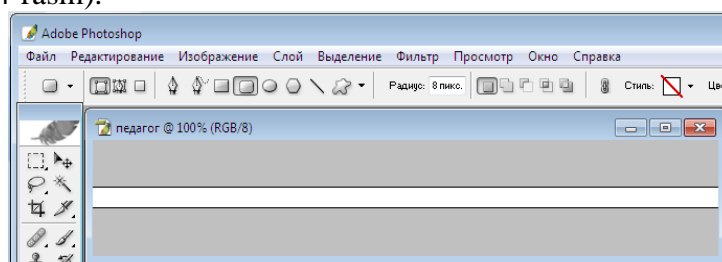 Adobe Photoshop
Файл Редактирование Изображение Слой Выделение Фильтр Просмотр Окно Справка
Радиус: 8 пикс. Стиль:
педагог @ 100% (RGB/8)